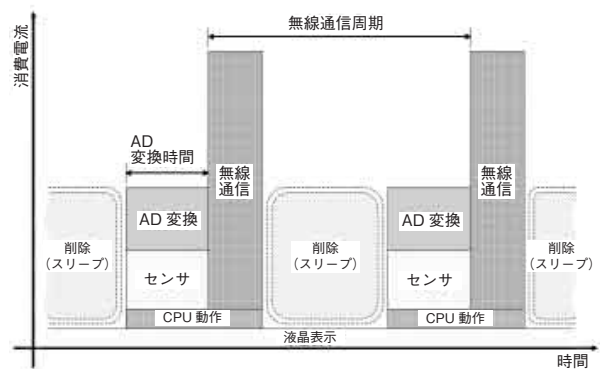 無線通信周期
消費電流
AD
変換時間
無線
通信
無線
通信
AD 変換
AD 変換
削除
(スリープ)
削除
(スリープ)
削除
(スリープ)
センサ
センサ
CPU 動作
CPU 動作
液晶表示
時間